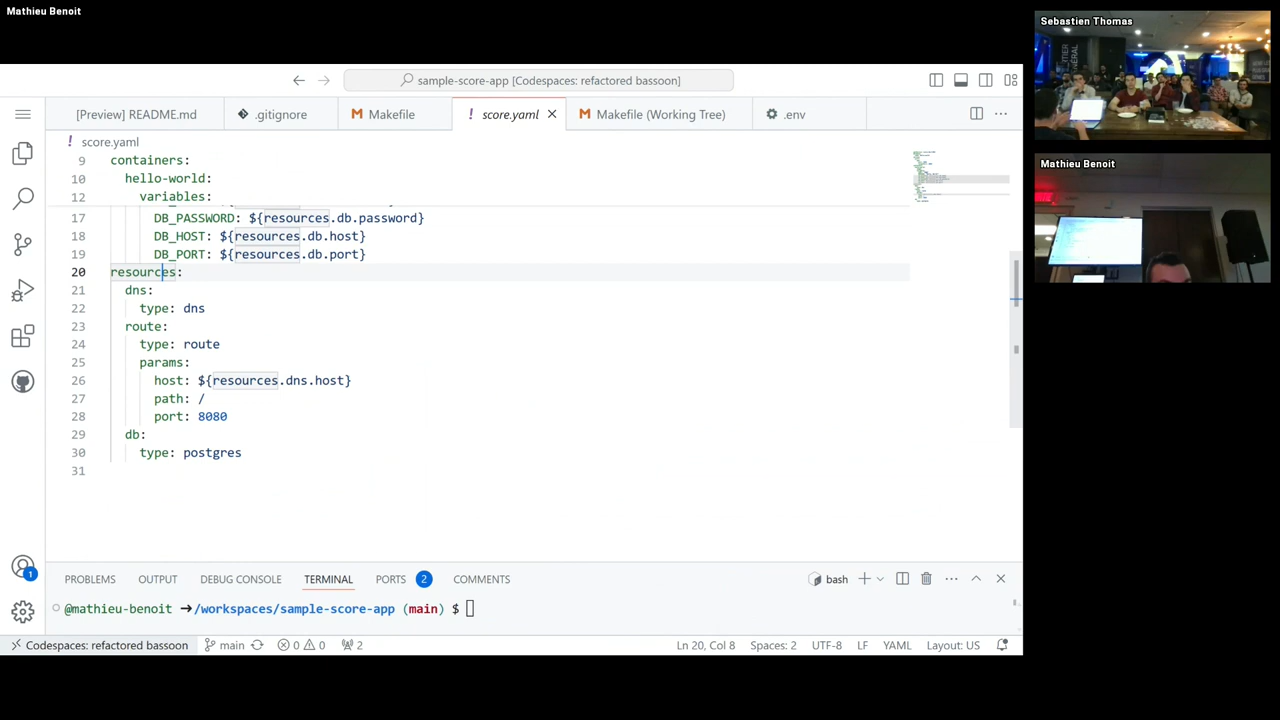 Mathieu Benoit
sample-score-app [Codespaces: refactored bassoon]
[Preview] README.md
.gitignore
Makefile
score.yaml
Makefile (Working Tree)
.env
score.yaml
9 containers:
10 hello-world:
12 variables:
17 DB_PASSWORD: ${resources.db.password}
18 DB_HOST: ${resources.db.host}
19 DB_PORT: ${resources.db.port}
20 resources:
21 dns:
22 type: dns
23 route:
24 type: route
25 params:
26 host: ${resources.dns.host}
27 path: /
28 port: 8080
29 db:
30 type: postgres
31
PROBLEMS OUTPUT DEBUG CONSOLE TERMINAL PORTS 2 COMMENTS
bash
@mathieu-benoit ➜/workspaces/sample-score-app (main) $
1
Codespaces: refactored bassoon main 0 0 2
Ln 20, Col 8 Spaces: 2 UTF-8 LF YAML Layout: US
Sebastien Thomas
Mathieu Benoit